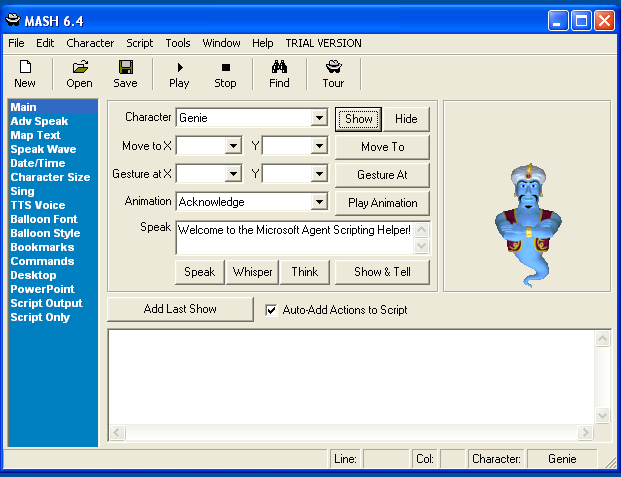 MASH 6.4
File Edit Character Script Tools Window Help TRIAL VERSION
New Open Save Play Stop Find Tour
Main
Adv Speak
Map Text
Speak Wave
Date/Time
Character Size
Sing
TTS Voice
Balloon Font
Balloon Style
Bookmarks
Commands
Desktop
PowerPoint
Script Output
Script Only
Character Genie Show Hide
Move to X Y Move To
Gesture at X Y Gesture At
Animation Acknowledge Play Animation
Speak Welcome to the Microsoft Agent Scripting Helper!
Speak Whisper Think Show & Tell
Add Last Show Auto-Add Actions to Script
Line: Col: Character: Genie